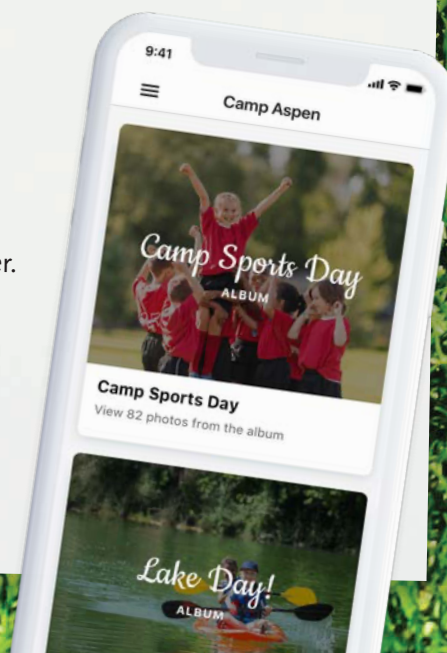 9:41
Camp Aspen
er.
Camp Sports Day
ALBUM
Camp Sports Day
View 82 photos from the album
Lake Day!
ALBUM